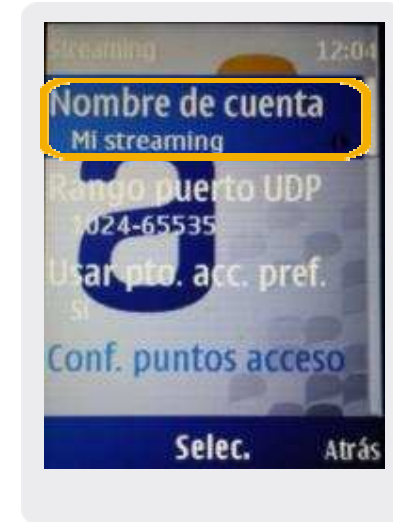 Streaming 12:04
Nombre de cuenta
Mi streaming
Rango puerto UDP
1024-65535
Usar pto. acc. pref.
Sí
Conf. puntos acceso
Selec. Atrás